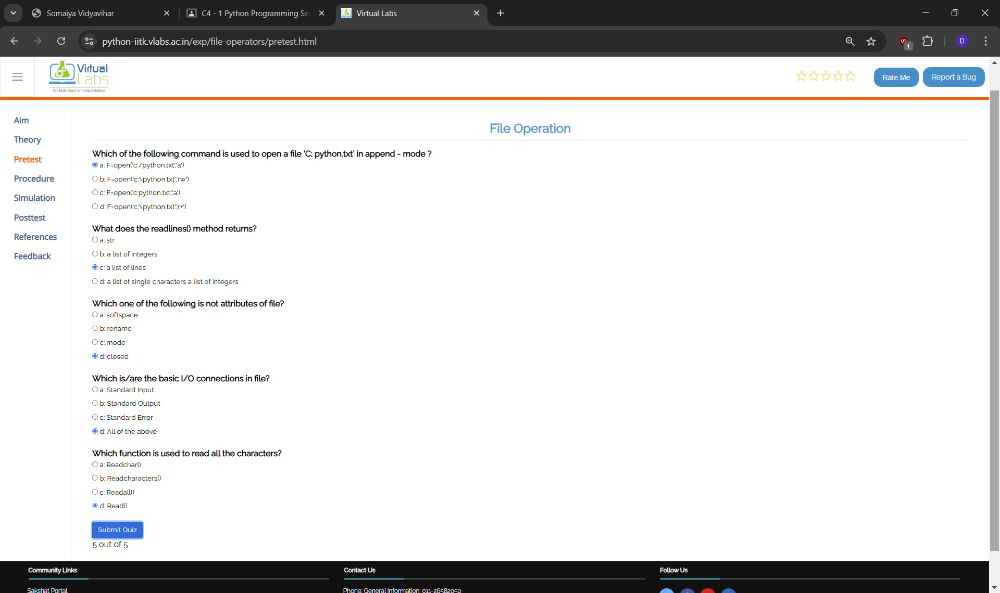 Somaiya Vidyavihar
C4 - 1 Python Programming Se
Virtual Labs
python-iitk.vlabs.ac.in/exp/file-operators/pretest.html
1
D
Virtual
Labs
An MoE Govt of India Initiative
Rate Me
Report a Bug
Aim
Theory
Pretest
Procedure
Simulation
Posttest
References
Feedback
File Operation
Which of the following command is used to open a file 'C: python.txt' in append - mode ?
a: F=open('c:/python.txt','a')
b: F=open('c:\python.txt','rw')
c: F=open('c:python.txt','a')
d: F=open('c:\python.txt','r+')
What does the readlines() method returns?
a: str
b: a list of integers
c: a list of lines
d: a list of single characters a list of integers
Which one of the following is not attributes of file?
a: softspace
b: rename
c: mode
d: closed
Which is/are the basic I/O connections in file?
a: Standard Input
b: Standard Output
c: Standard Error
d: All of the above
Which function is used to read all the characters?
a: Readchar()
b: Readcharacters()
c: Readall()
d: Read()
Submit Quiz
5 out of 5
Community Links
Contact Us
Follow Us
Sakshat Portal
Phone: General Information: 011-26582050